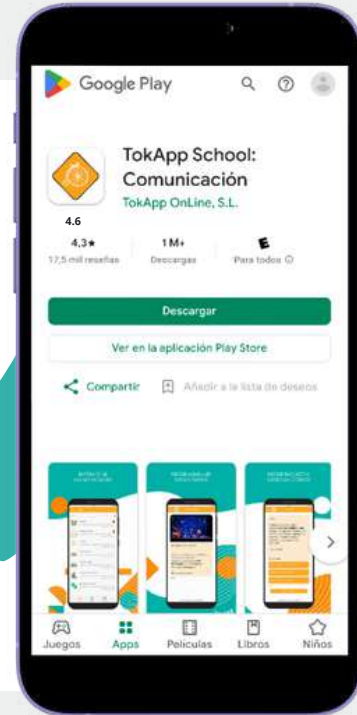 Google Play
TokApp School:
Comunicación
TokApp OnLine, S.L.
4.6
4,3★
1 M+
17,5 mil reseñas
Descargas
Para todos
Descargar
Ver en la aplicación Play Store
Compartir
Añadir a la lista de deseos
Juegos
Apps
Películas
Libros
Niños